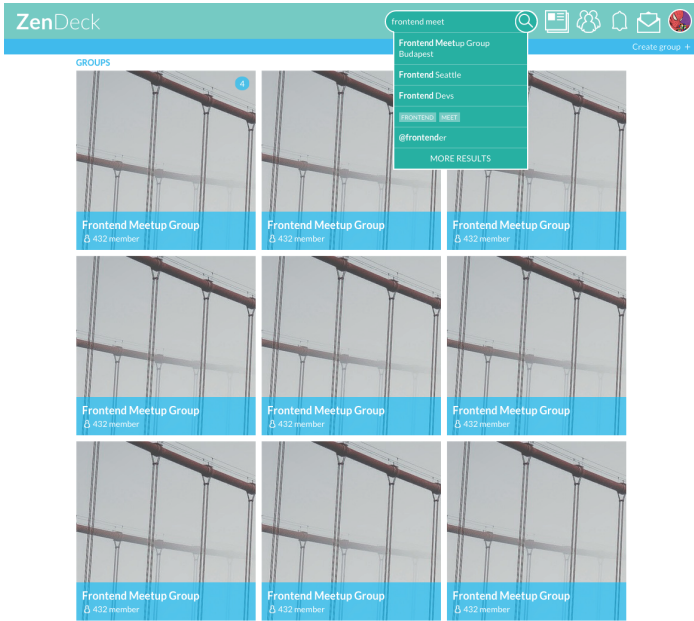 ZenDeck
frontend meet
Create group +
Frontend Meetup Group
Budapest
Frontend Seattle
Frontend Devs
FRONTEND MEET
@frontender
MORE RESULTS
GROUPS
4
Frontend Meetup Group
432 member
Frontend Meetup Group
432 member
Frontend Meetup Group
432 member
Frontend Meetup Group
432 member
Frontend Meetup Group
432 member
Frontend Meetup Group
432 member
Frontend Meetup Group
432 member
Frontend Meetup Group
432 member
Frontend Meetup Group
432 member